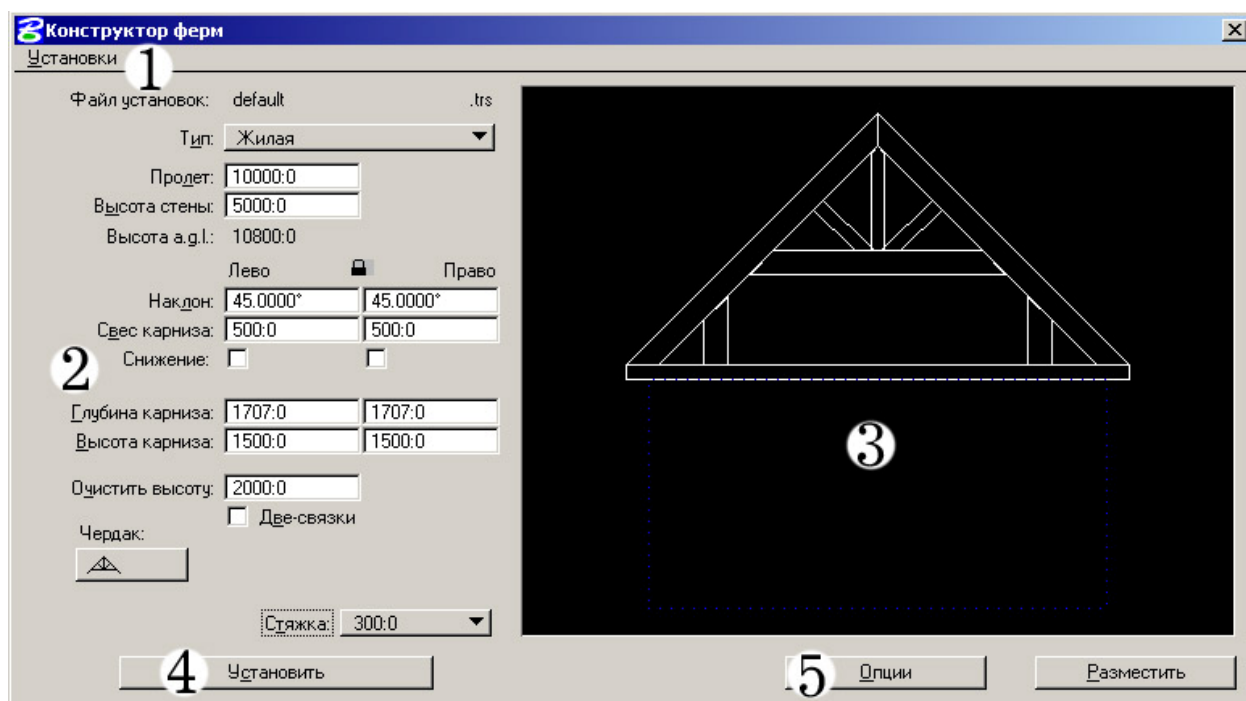 Конструктор ферм
Установки
1
Файл установок: default .trs
Тип: Жилая
Пролет: 10000:0
Высота стены: 5000:0
Высота a.g.l.: 10800:0
Лево Право
Наклон: 45.0000° 45.0000°
Свес карниза: 500:0 500:0
Снижение:
2
Глубина карниза: 1707:0 1707:0
Высота карниза: 1500:0 1500:0
Очистить высоту: 2000:0
Две-связки
Чердак:
Стяжка: 300:0
3
4 Установить
5 Опции
Разместить